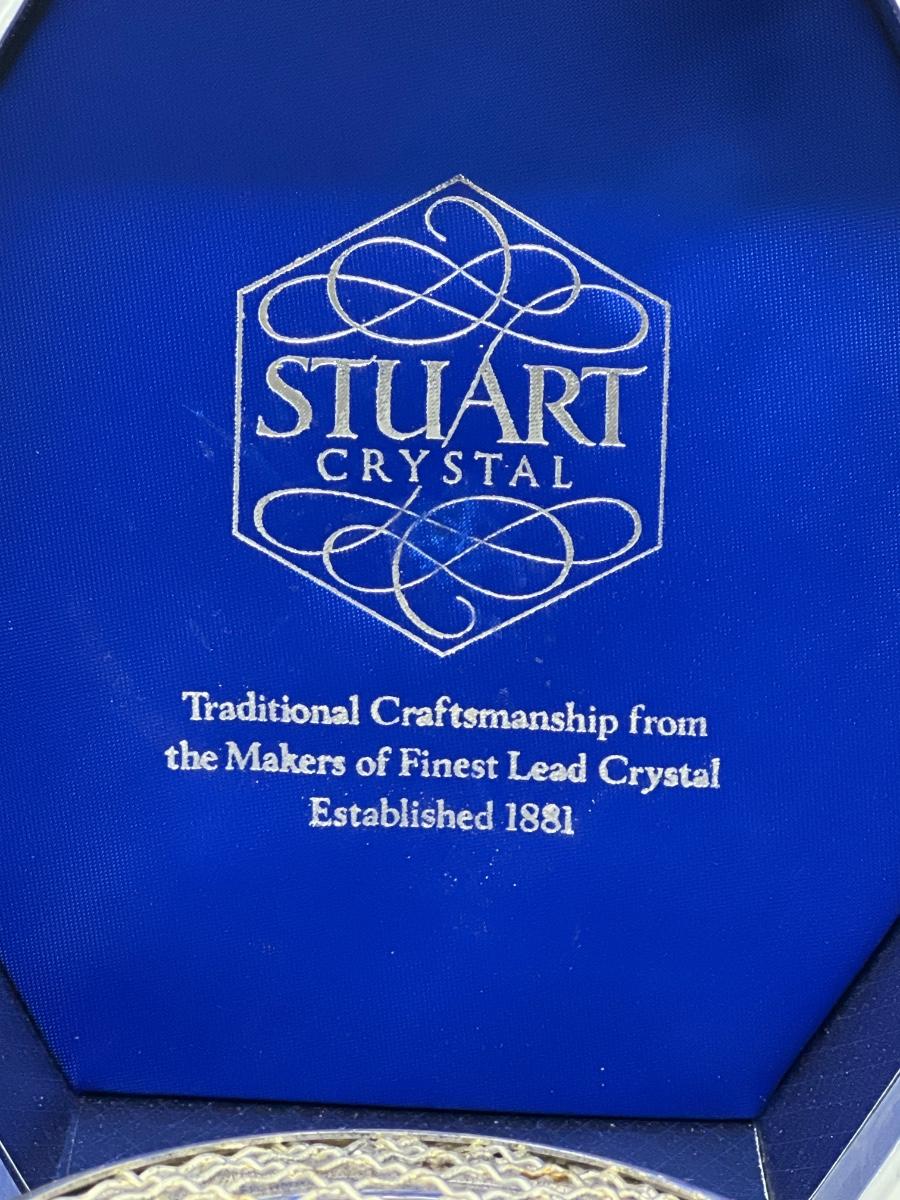 STUART
CRYSTAL
Traditional Craftsmanship from
the Makers of Finest Lead Crystal
Established 1881